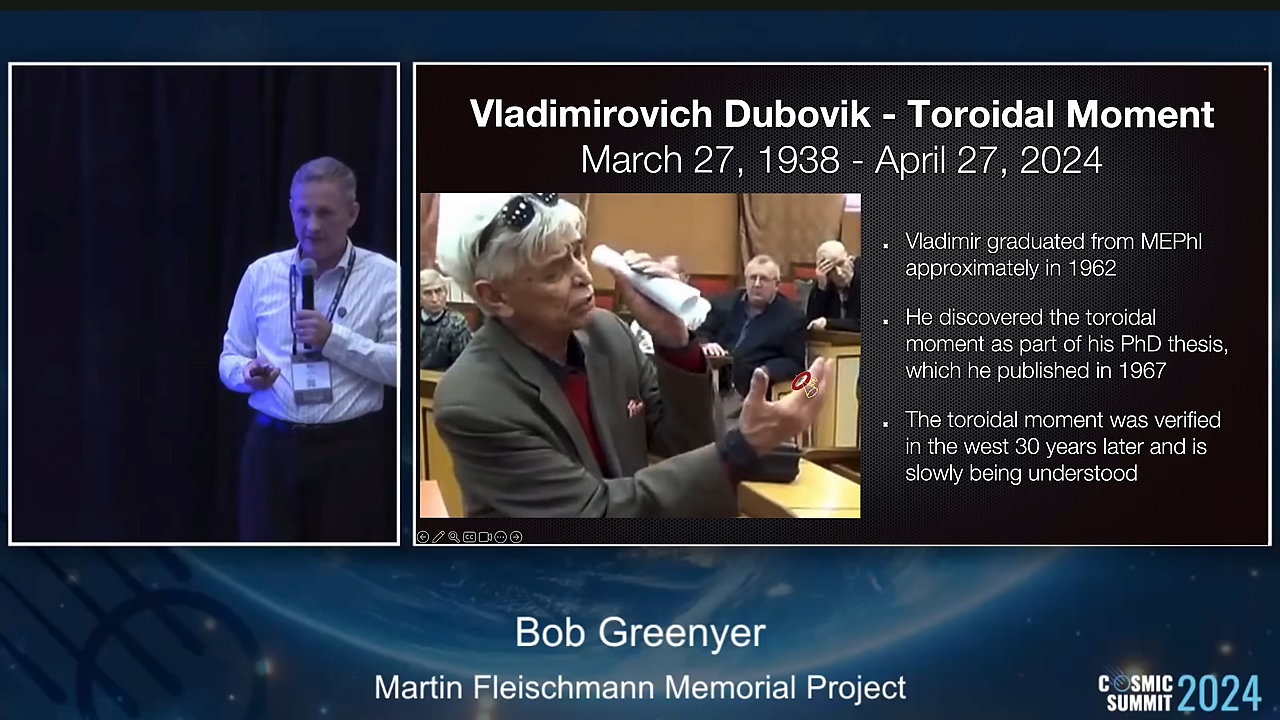 Vladimirovich Dubovik - Toroidal Moment
March 27, 1938 - April 27, 2024
Vladimir graduated from MEPhI
approximately in 1962
He discovered the toroidal
moment as part of his PhD thesis,
which he published in 1967
The toroidal moment was verified
in the west 30 years later and is
slowly being understood
Bob Greenyer
Martin Fleischmann Memorial Project
COSMIC
SUMMIT 2024